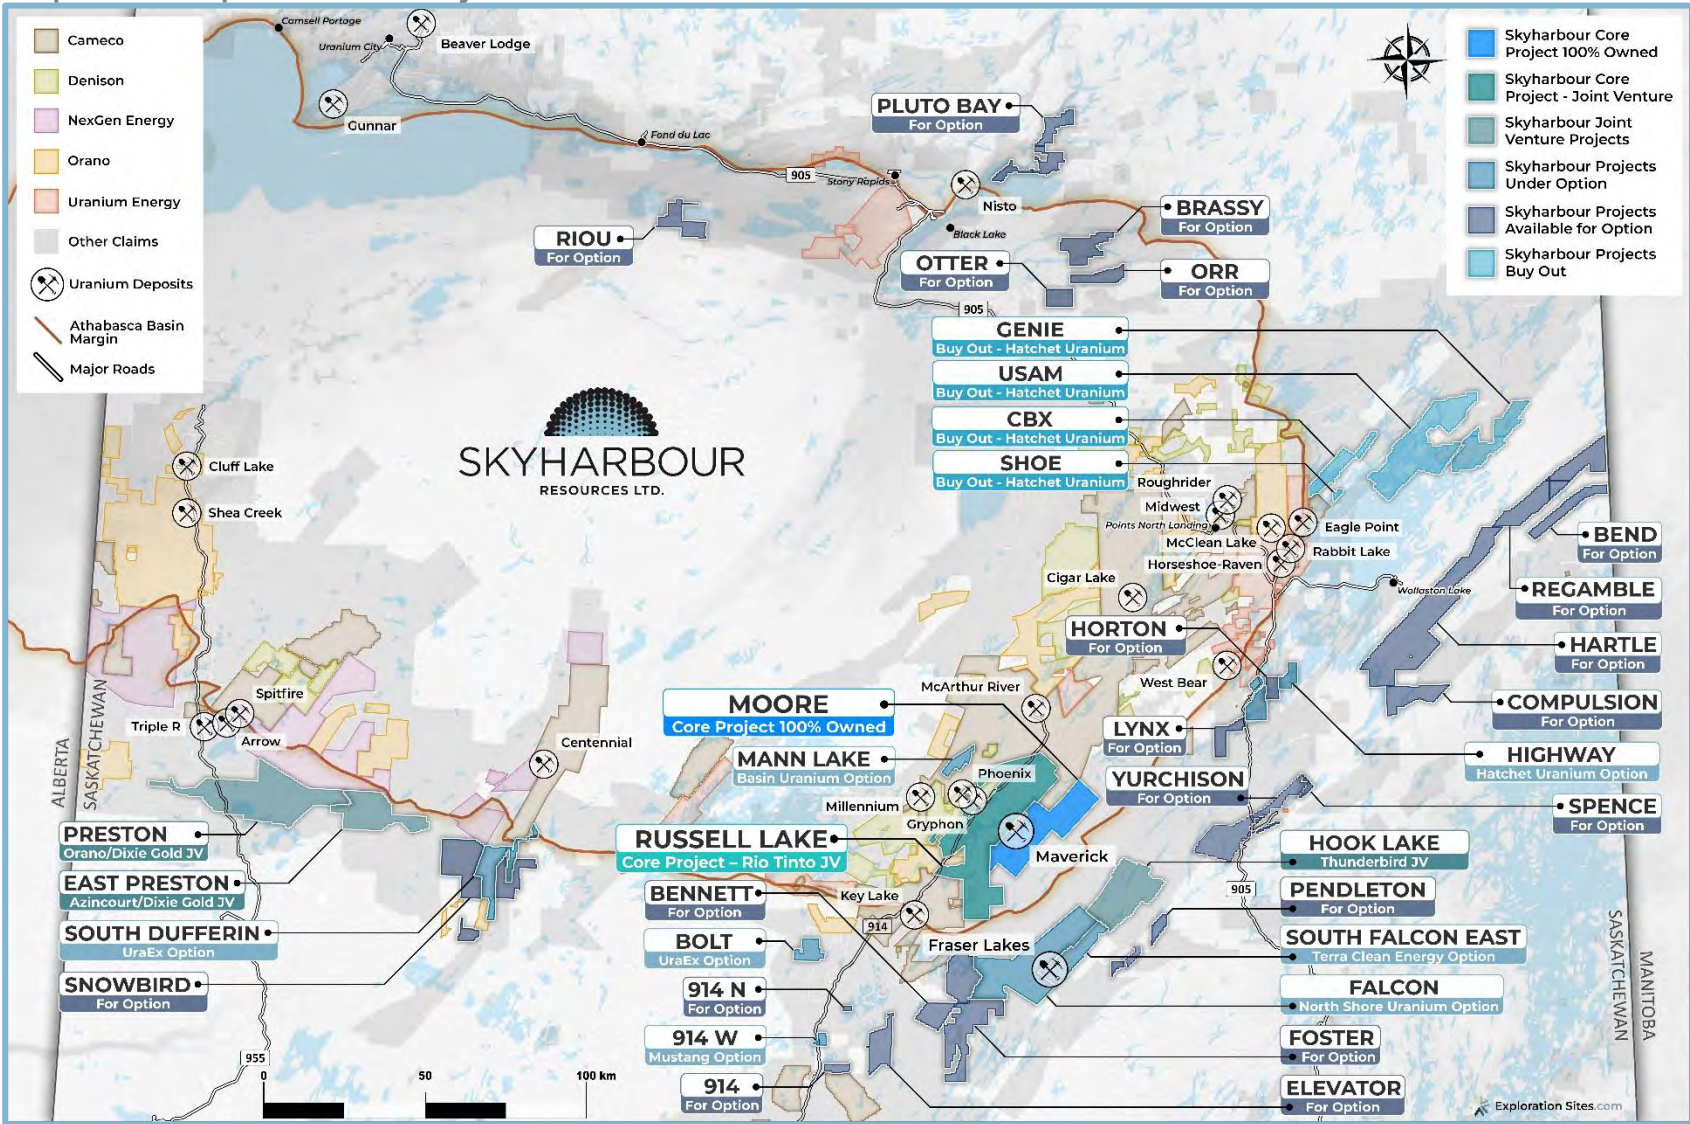 Cameco
Denison
NexGen Energy
Orano
Uranium Energy
Other Claims
Uranium Deposits
Athabasca Basin
Margin
Major Roads
Skyharbour Core
Project 100% Owned
Skyharbour Core
Project - Joint Venture
Skyharbour Joint
Venture Projects
Skyharbour Projects
Under Option
Skyharbour Projects
Available for Option
Skyharbour Projects
Buy Out
Camsell Portage
Uranium City
Beaver Lodge
Gunnar
Fond du Lac
905
Stony Rapids
PLUTO BAY
For Option
Nisto
Black Lake
BRASSY
For Option
RIOU
For Option
OTTER
For Option
ORR
For Option
905
GENIE
Buy Out - Hatchet Uranium
USAM
Buy Out - Hatchet Uranium
CBX
Buy Out - Hatchet Uranium
SHOE
Buy Out - Hatchet Uranium
SKYHARBOUR
RESOURCES LTD.
Cluff Lake
Shea Creek
Roughrider
Midwest
Points North Landing
McClean Lake
Horseshoe-Raven
Eagle Point
Rabbit Lake
Cigar Lake
Wollaston Lake
BEND
For Option
REGAMBLE
For Option
HARTLE
For Option
COMPULSION
For Option
HORTON
For Option
West Bear
McArthur River
Spitfire
Triple R
Arrow
Centennial
ALBERTA
SASKATCHEWAN
MOORE
Core Project 100% Owned
LYNX
For Option
HIGHWAY
Hatchet Uranium Option
MANN LAKE
Basin Uranium Option
Phoenix
Millennium
Gryphon
YURCHISON
For Option
SPENCE
For Option
PRESTON
Orano/Dixie Gold JV
RUSSELL LAKE
Core Project – Rio Tinto JV
Maverick
HOOK LAKE
Thunderbird JV
EAST PRESTON
Azincourt/Dixie Gold JV
BENNETT
For Option
Key Lake
914
905
PENDLETON
For Option
SOUTH DUFFERIN
UraEx Option
BOLT
UraEx Option
Fraser Lakes
SOUTH FALCON EAST
Terra Clean Energy Option
SNOWBIRD
For Option
914 N
For Option
FALCON
North Shore Uranium Option
914 W
Mustang Option
FOSTER
For Option
914
For Option
ELEVATOR
For Option
SASKATCHEWAN
MANITOBA
955
0
50
100 km
Exploration Sites.com